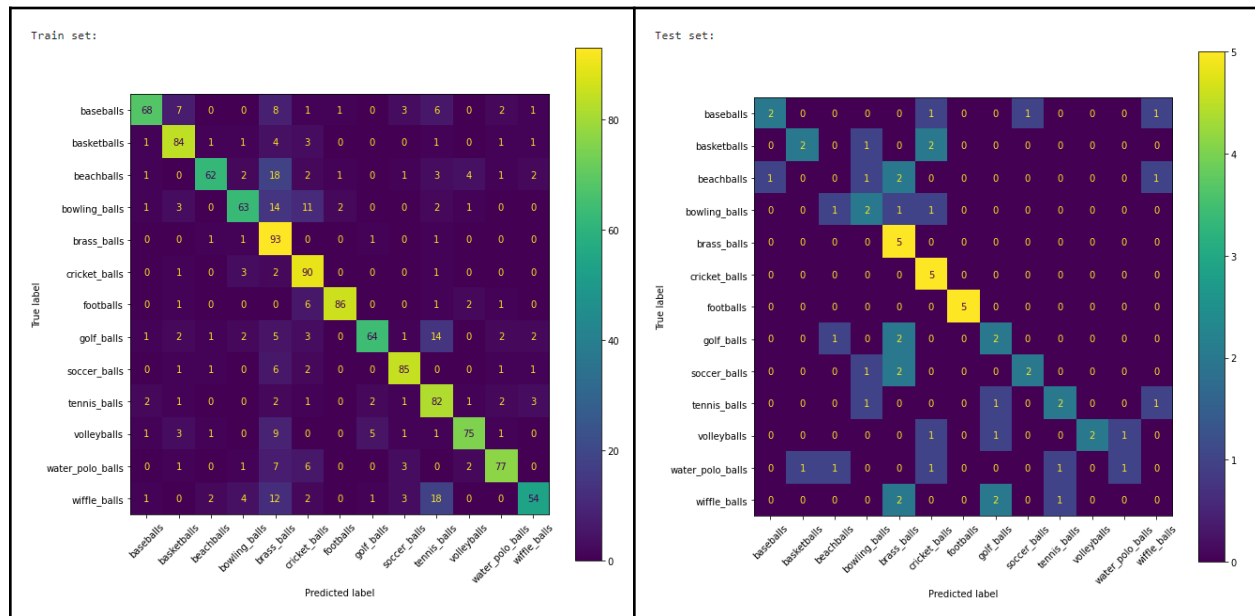 Train set:
baseballs 68 7 0 0 8 1 1 0 3 6 0 2 1
basketballs 1 84 1 1 4 3 0 0 0 1 0 2 1
beachballs 1 0 62 2 18 2 1 0 1 3 4 1 2
bowling_balls 1 3 0 63 14 11 2 0 0 2 1 0 0
brass_balls 0 0 1 1 93 0 0 1 0 0 0 0 0
cricket_balls 0 1 0 3 2 90 0 0 0 1 0 0 0
footballs 0 1 0 0 0 6 86 0 0 1 2 1 0
golf_balls 1 2 1 2 5 3 0 64 1 14 0 2 2
soccer_balls 0 1 1 0 6 2 0 0 85 0 0 1 1
tennis_balls 2 1 0 0 0 2 0 2 1 82 1 2 3
volleyballs 1 3 1 0 9 0 0 5 1 1 75 1 0
water_polo_balls 0 1 0 1 7 6 0 0 3 0 2 77 0
wiffle_balls 1 0 2 4 12 2 0 1 3 18 0 0 54
baseballs basketballs beachballs bowling_balls brass_balls cricket_balls footballs golf_balls soccer_balls tennis_balls volleyballs water_polo_balls wiffle_balls
Predicted label
True label
80
60
40
20
0
Test set:
baseballs 2 0 0 0 0 1 0 0 1 0 0 0 1
basketballs 0 2 0 1 0 2 0 0 0 0 0 0 0
beachballs 1 0 0 1 2 0 0 0 0 0 0 0 1
bowling_balls 0 0 1 2 1 1 0 0 0 0 0 0 0
brass_balls 0 0 0 0 5 0 0 0 0 0 0 0 0
cricket_balls 0 0 0 0 0 5 0 0 0 0 0 0 0
footballs 0 0 0 0 0 0 5 0 0 0 0 0 0
golf_balls 0 0 1 0 2 0 0 2 0 0 0 0 0
soccer_balls 0 0 0 1 2 0 0 0 2 0 0 0 0
tennis_balls 0 0 0 1 0 0 0 1 0 2 0 0 1
volleyballs 0 0 0 0 0 1 0 1 0 0 2 1 0
water_polo_balls 0 1 1 0 0 1 0 0 0 1 0 1 0
wiffle_balls 0 0 0 0 2 0 0 2 0 1 0 0 0
baseballs basketballs beachballs bowling_balls brass_balls cricket_balls footballs golf_balls soccer_balls tennis_balls volleyballs water_polo_balls wiffle_balls
Predicted label
True label
5
4
3
2
1
0